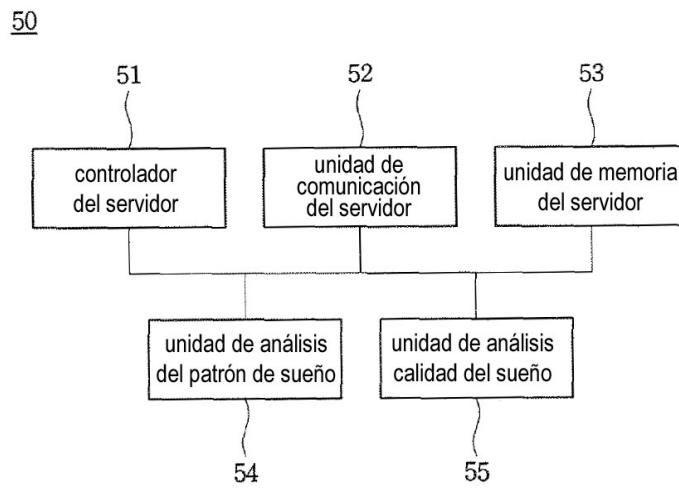 50
51
52
53
controlador
del servidor
unidad de
comunicación
del servidor
unidad de memoria
del servidor
unidad de análisis
del patrón de sueño
unidad de análisis
calidad del sueño
54
55